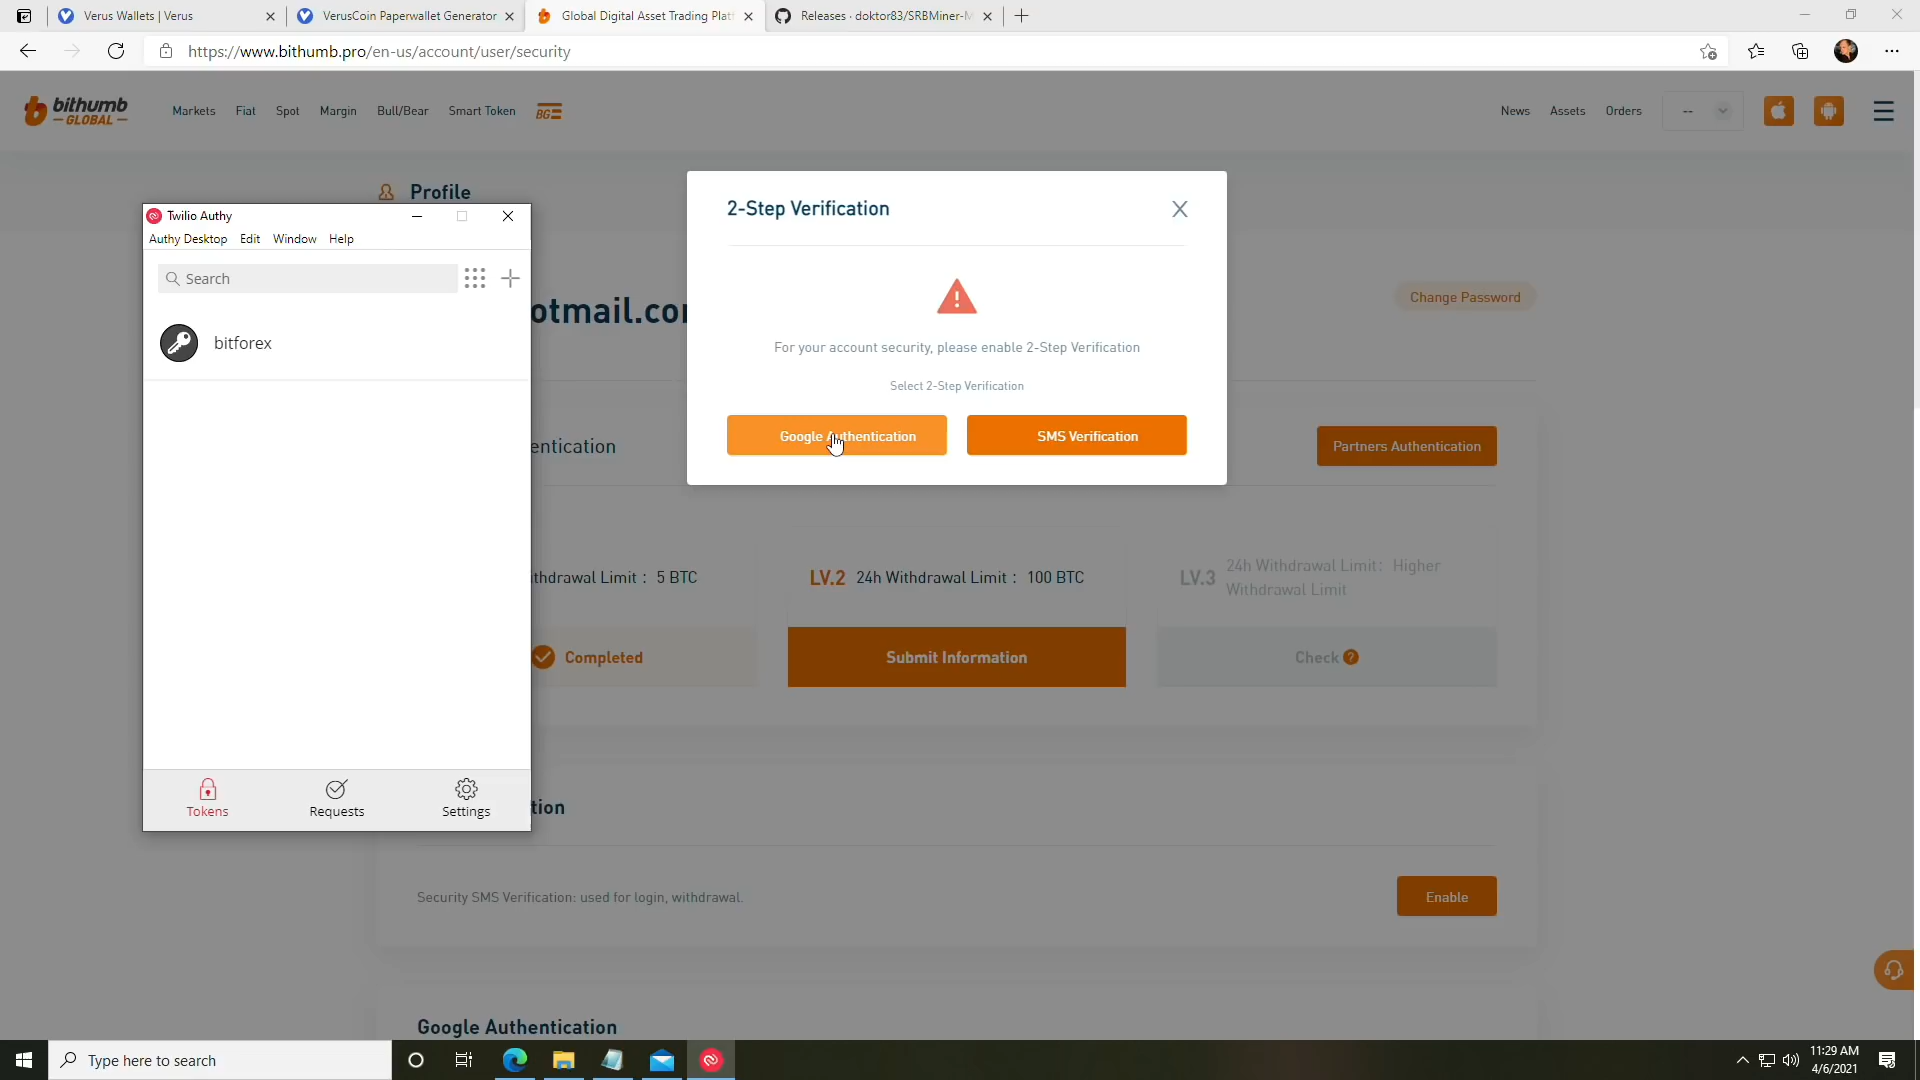 Verus Wallets | Verus
VerusCoin Paperwallet Generator
Global Digital Asset Trading Plat
Releases · doktor83/SRBMiner-M
https://www.bithumb.pro/en-us/account/user/security
bithumb
GLOBAL
Markets
Fiat
Spot
Margin
Bull/Bear
Smart Token
BG
News
Assets
Orders
--
Profile
Twilio Authy
Authy Desktop
Edit
Window
Help
Search
bitforex
Tokens
Requests
Settings
otmail.co
Change Password
2-Step Verification
For your account security, please enable 2-Step Verification
Select 2-Step Verification
Google Authentication
SMS Verification
entication
Partners Authentication
thdrawal Limit : 5 BTC
LV.2 24h Withdrawal Limit : 100 BTC
LV.3 24h Withdrawal Limit: Higher
Withdrawal Limit
Completed
Submit Information
Check ?
tion
Security SMS Verification: used for login, withdrawal.
Enable
Google Authentication
Type here to search
11:29 AM
4/6/2021